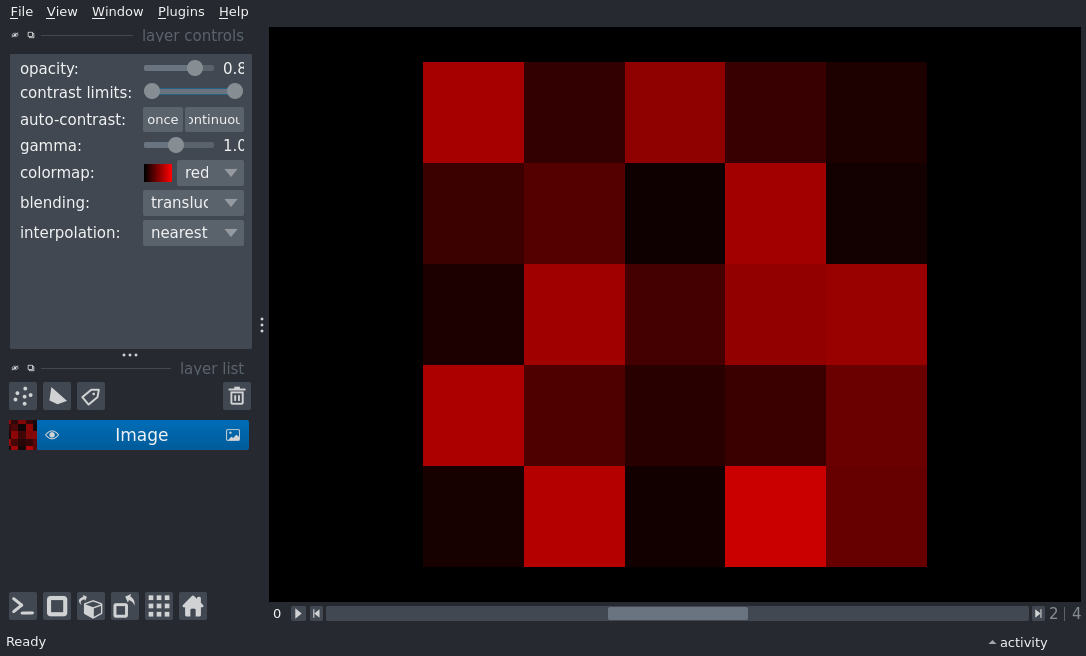 File View Window Plugins Help
layer controls
opacity: 0.8
contrast limits:
auto-contrast: once ontinuou
gamma: 1.0
colormap: red
blending: transluc
interpolation: nearest
layer list
Image
0 2 | 4
Ready
activity